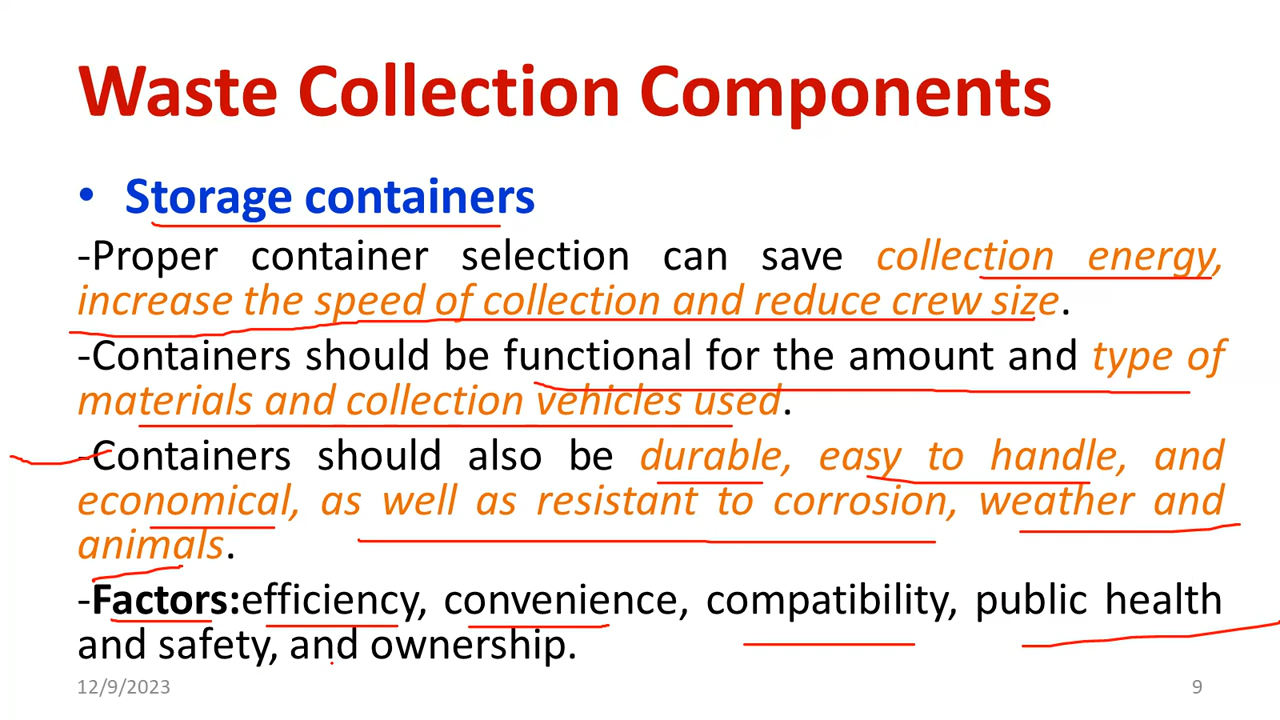 Waste Collection Components
• Storage containers
-Proper container selection can save collection energy,
increase the speed of collection and reduce crew size.
-Containers should be functional for the amount and type of
materials and collection vehicles used.
-Containers should also be durable, easy to handle, and
economical, as well as resistant to corrosion, weather and
animals.
-Factors:efficiency, convenience, compatibility, public health
and safety, and ownership.
12/9/2023
9